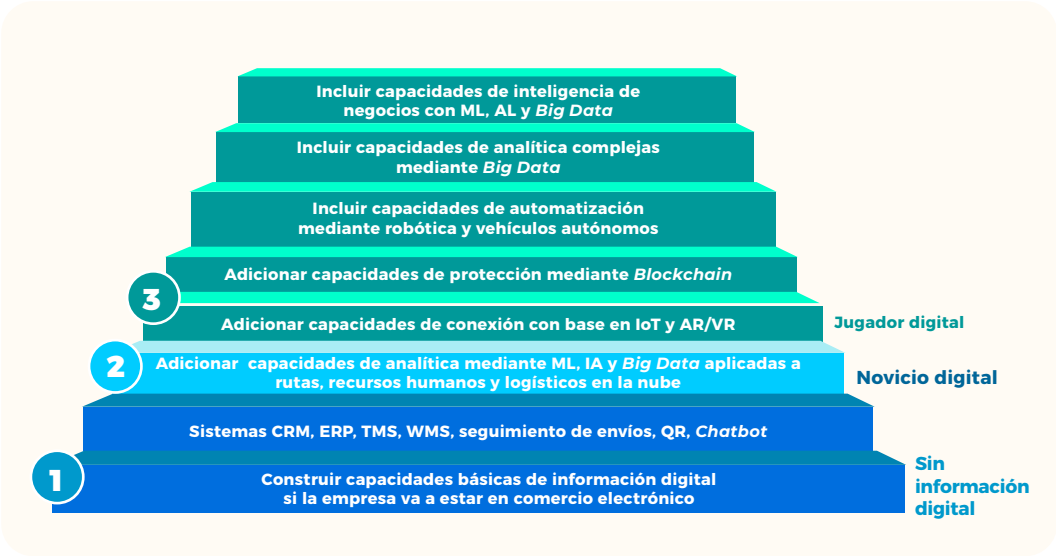 Incluir capacidades de inteligencia de
negocios con ML, AL y Big Data
Incluir capacidades de analítica complejas
mediante Big Data
Incluir capacidades de automatización
mediante robótica y vehículos autónomos
Adicionar capacidades de protección mediante Blockchain
3
Adicionar capacidades de conexión con base en IoT y AR/VR
Jugador digital
2
Adicionar capacidades de analítica mediante ML, IA y Big Data aplicadas a
rutas, recursos humanos y logísticos en la nube
Novicio digital
Sistemas CRM, ERP, TMS, WMS, seguimiento de envíos, QR, Chatbot
1
Construir capacidades básicas de información digital
si la empresa va a estar en comercio electrónico
Sin
información
digital